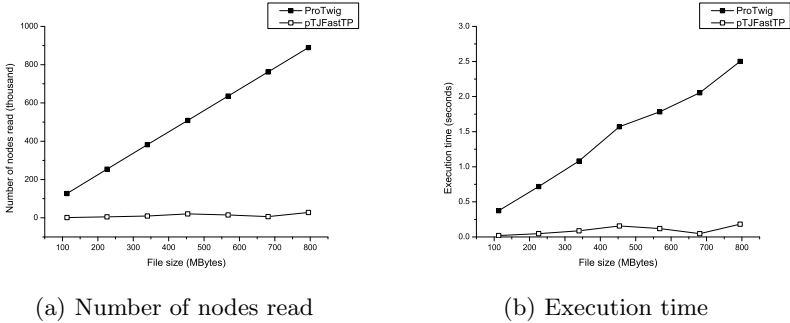 ProTwig
pTJFastTP
1000
800
600
400
200
0
Number of nodes read (thousand)
100 200 300 400 500 600 700 800
File size (MBytes)
(a) Number of nodes read
ProTwig
pTJFastTP
3.0
2.5
2.0
1.5
1.0
0.5
0.0
Execution time (seconds)
100 200 300 400 500 600 700 800
File size (MBytes)
(b) Execution time